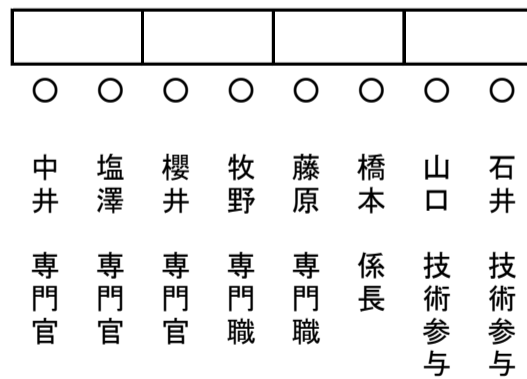 中井 専門官
塩澤 専門官
櫻井 専門官
牧野 専門職
藤原 専門職
橋本 係長
山口 技術参与
石井 技術参与